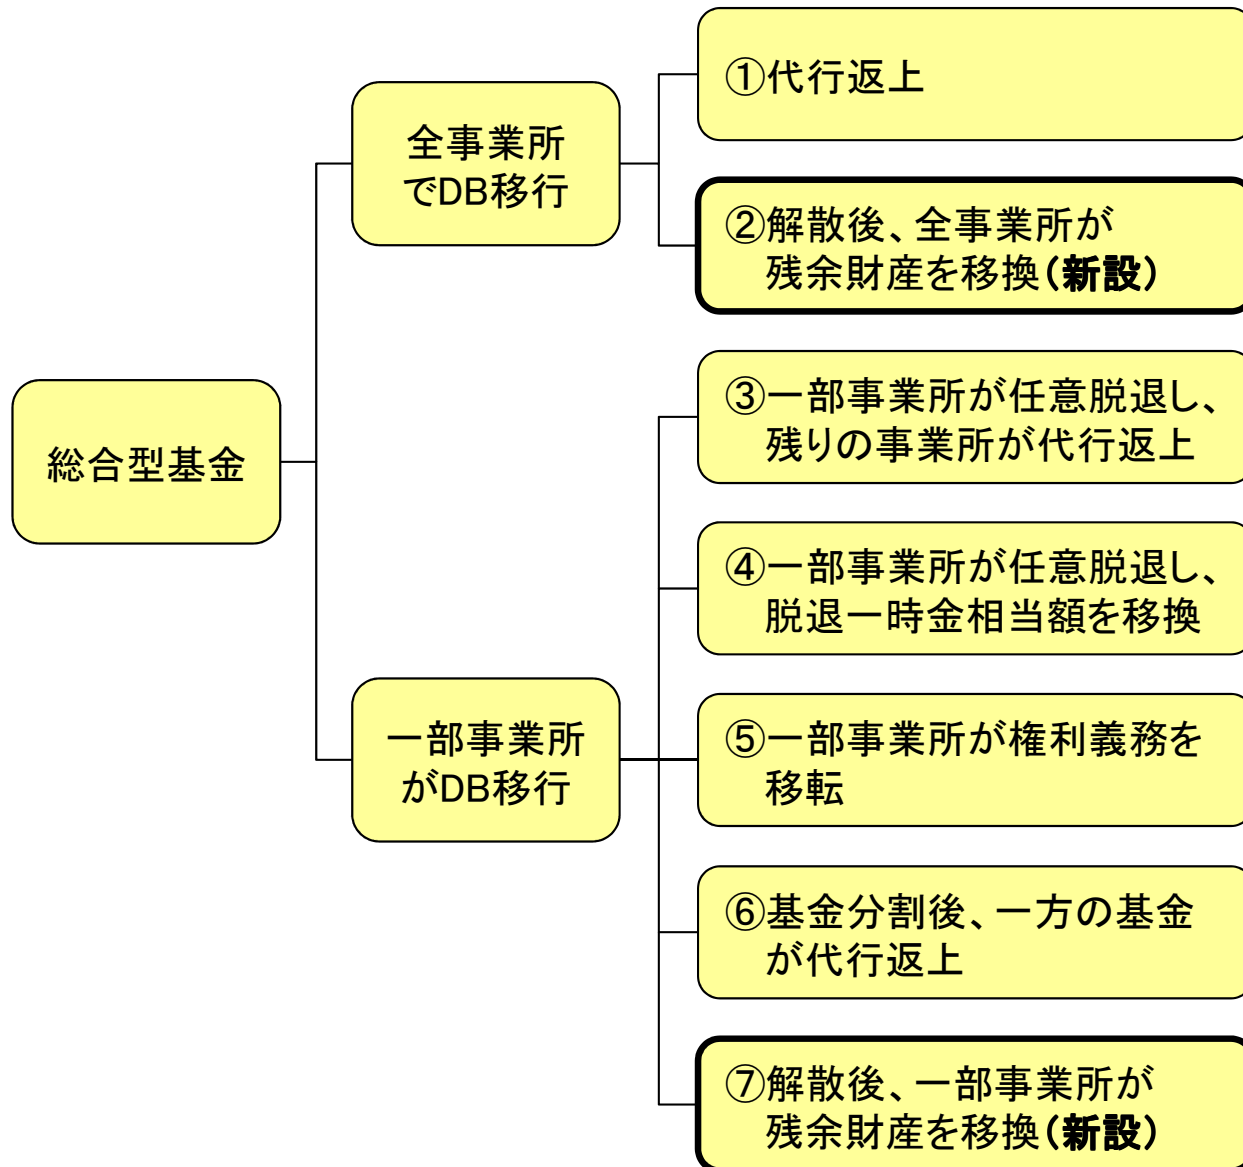 ①代行返上
全事業所
でDB移行
②解散後、全事業所が
残余財産を移換(新設)
③一部事業所が任意脱退し、
残りの事業所が代行返上
総合型基金
④一部事業所が任意脱退し、
脱退一時金相当額を移換
一部事業所
がDB移行
⑤一部事業所が権利義務を
移転
⑥基金分割後、一方の基金
が代行返上
⑦解散後、一部事業所が
残余財産を移換(新設)